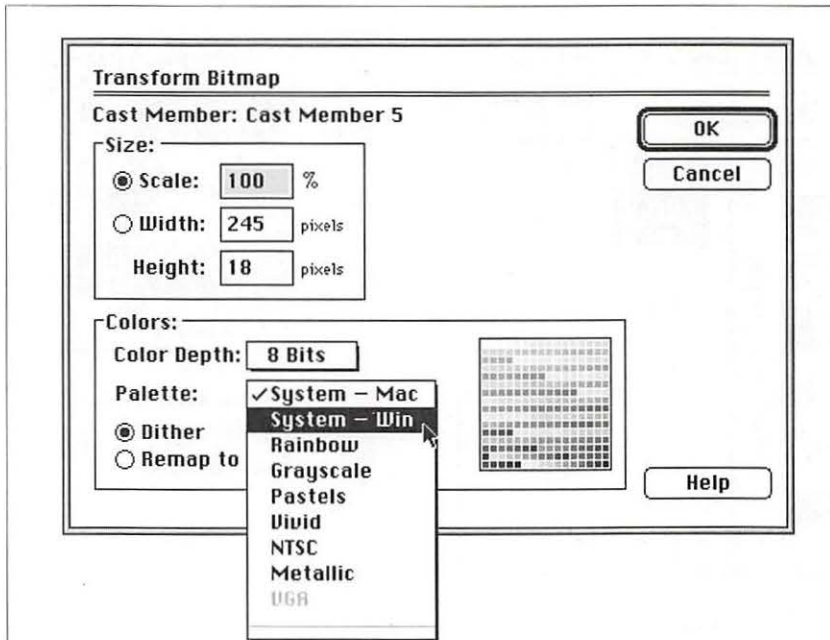 Transform Bitmap
Cast Member: Cast Member 5
OK
Cancel
Size:
Scale: 100 %
Width: 245 pixels
Height: 18 pixels
Colors:
Color Depth: 8 Bits
Palette: ✓System – Mac
System – Win
Dither
Rainbow
Remap to
Grayscale
Pastels
Vivid
NTSC
Metallic
VGA
Help